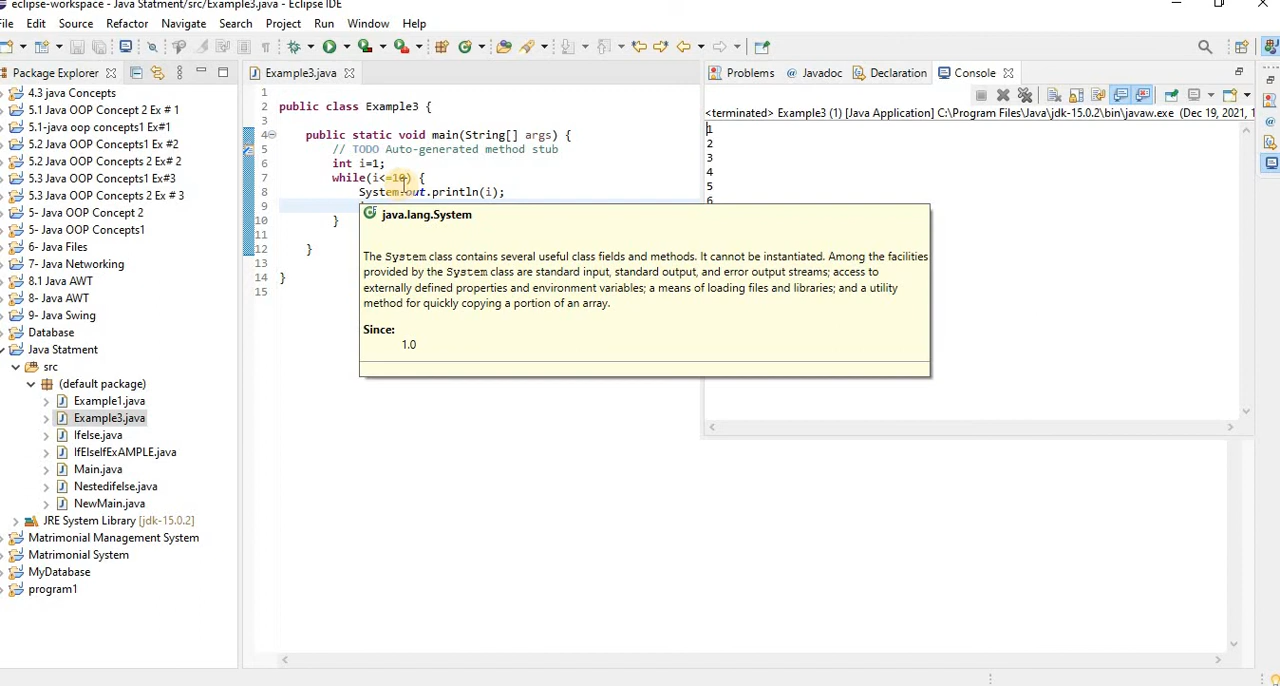 eclipse-workspace - Java Statment/src/Example3.java - Eclipse IDE
File Edit Source Refactor Navigate Search Project Run Window Help
Package Explorer
4.3 java Concepts
5.1 Java OOP Concept 2 Ex # 1
5.1-java oop concepts1 Ex#1
5.2 Java OOP Concepts1 Ex #2
5.2 Java OOP Concepts 2 Ex# 2
5.3 Java OOP Concepts1 Ex#3
5.3 Java OOP Concepts 2 Ex # 3
5- Java OOP Concept 2
5- Java OOP Concepts1
6- Java Files
7- Java Networking
8.1 Java AWT
8- Java AWT
9- Java Swing
Database
Java Statment
src
(default package)
Example1.java
Example3.java
Ifelse.java
IfElseIfExAMPLE.java
Main.java
Nestedifelse.java
NewMain.java
JRE System Library [jdk-15.0.2]
Matrimonial Management System
Matrimonial System
MyDatabase
program1
Example3.java
1
2 public class Example3 {
3
4 public static void main(String[] args) {
5 // TODO Auto-generated method stub
6 int i=1;
7 while(i<=10) {
8 System.out.println(i);
9
10 }
11
12 }
13
14 }
15
java.lang.System
The System class contains several useful class fields and methods. It cannot be instantiated. Among the facilities
provided by the System class are standard input, standard output, and error output streams; access to
externally defined properties and environment variables; a means of loading files and libraries; and a utility
method for quickly copying a portion of an array.
Since:
1.0
Problems Javadoc Declaration Console
<terminated> Example3 (1) [Java Application] C:\Program Files\Java\jdk-15.0.2\bin\javaw.exe (Dec 19, 2021, 1
1
2
3
4
5
6